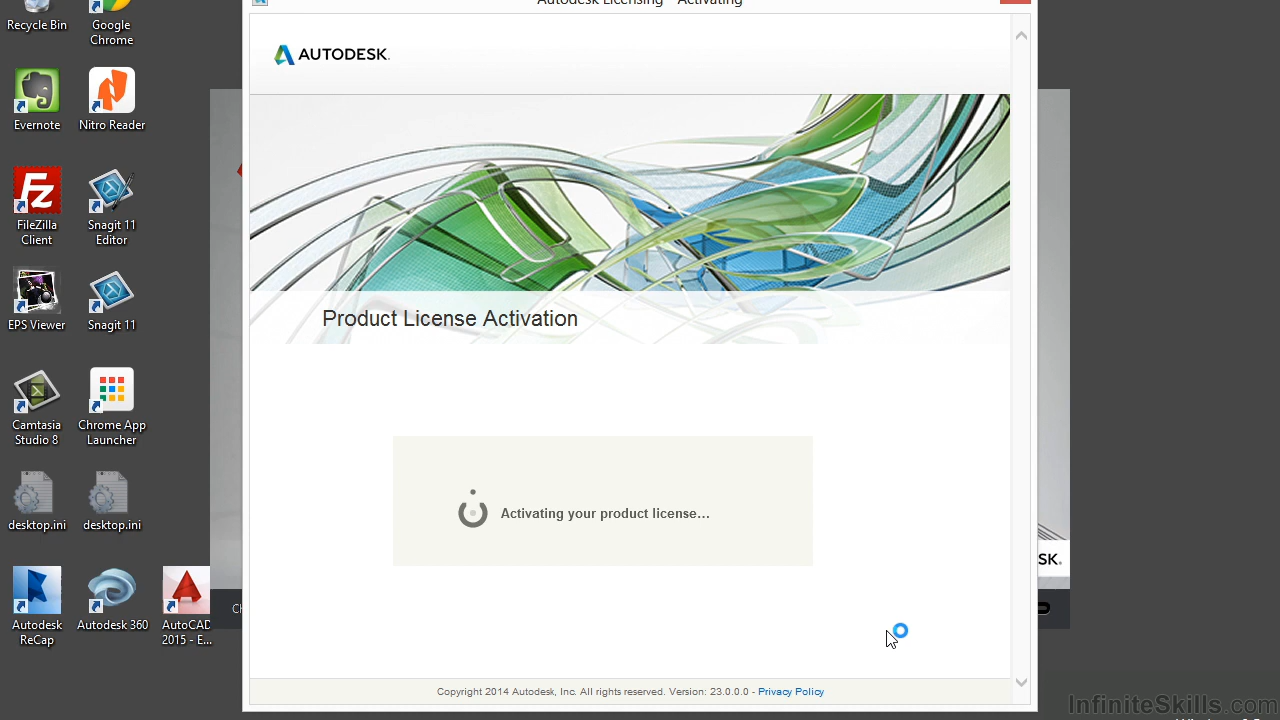 Autodesk Licensing - Activating
Recycle Bin
Google
Chrome
AUTODESK.
Evernote
Nitro Reader
FileZilla
Client
Snagit 11
Editor
EPS Viewer
Snagit 11
Product License Activation
Camtasia
Studio 8
Chrome App
Launcher
Activating your product license...
desktop.ini
desktop.ini
SK.
Autodesk
ReCap
Autodesk 360
AutoCAD
2015 - E...
Copyright 2014 Autodesk, Inc. All rights reserved. Version: 23.0.0.0 - Privacy Policy
InfiniteSkills.com